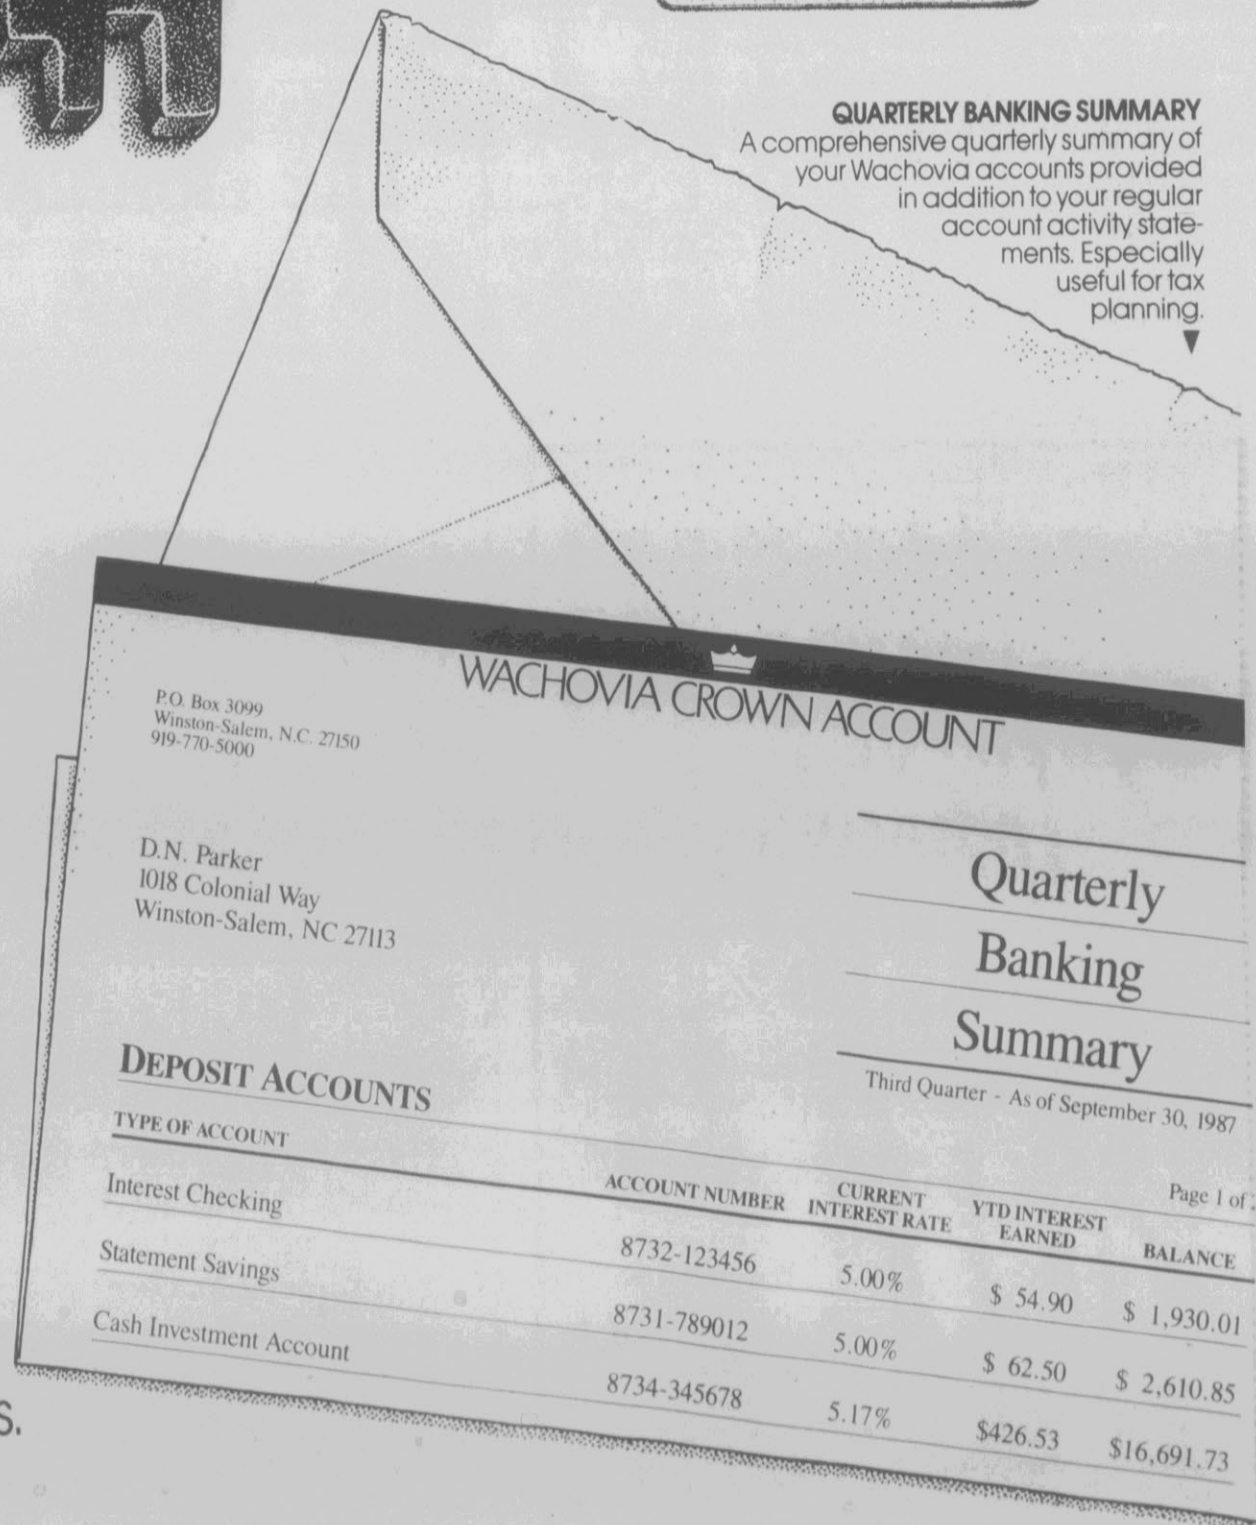 QUARTERLY BANKING SUMMARY
A comprehensive quarterly summary of
your Wachovia accounts provided
in addition to your regular
account activity state-
ments. Especially
useful for tax
planning.
WACHOVIA CROWN ACCOUNT
P.O. Box 3099
Winston-Salem, N.C. 27150
919-770-5000
D.N. Parker
1018 Colonial Way
Winston-Salem, NC 27113
Quarterly
Banking
Summary
Third Quarter - As of September 30, 1987
Page 1 of
DEPOSIT ACCOUNTS
TYPE OF ACCOUNT ACCOUNT NUMBER CURRENT INTEREST RATE YTD INTEREST EARNED BALANCE
Interest Checking 8732-123456 5.00% $ 54.90 $ 1,930.01
Statement Savings 8731-789012 5.00% $ 62.50 $ 2,610.85
Cash Investment Account 8734-345678 5.17% $426.53 $16,691.73
S.